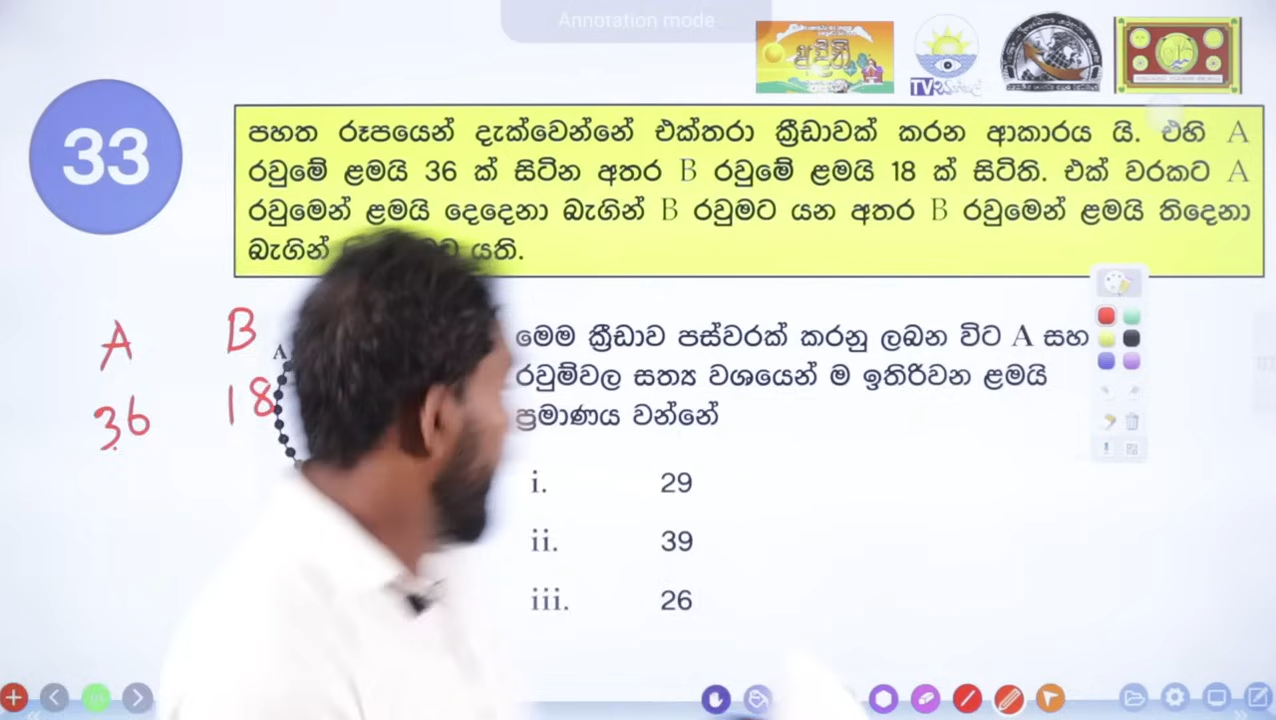 Annotation mode
TV
33
පහත රූපයෙන් දැක්වෙන්නේ එක්තරා ක්‍රීඩාවක් කරන ආකාරය යි. එහි A
රවුමේ ළමයි 36 ක් සිටින අතර B රවුමේ ළමයි 18 ක් සිටිති. එක් වරකට A
රවුමෙන් ළමයි දෙදෙනා බැගින් B රවුමට යන අතර B රවුමෙන් ළමයි තිදෙනා
බැගින් යති.
A B
36 18
A
මෙම ක්‍රීඩාව පස්වරක් කරනු ලබන විට A සහ
රවුම්වල සත්‍ය වශයෙන් ම ඉතිරිවන ළමයි
ප්‍රමාණය වන්නේ
i. 29
ii. 39
iii. 26